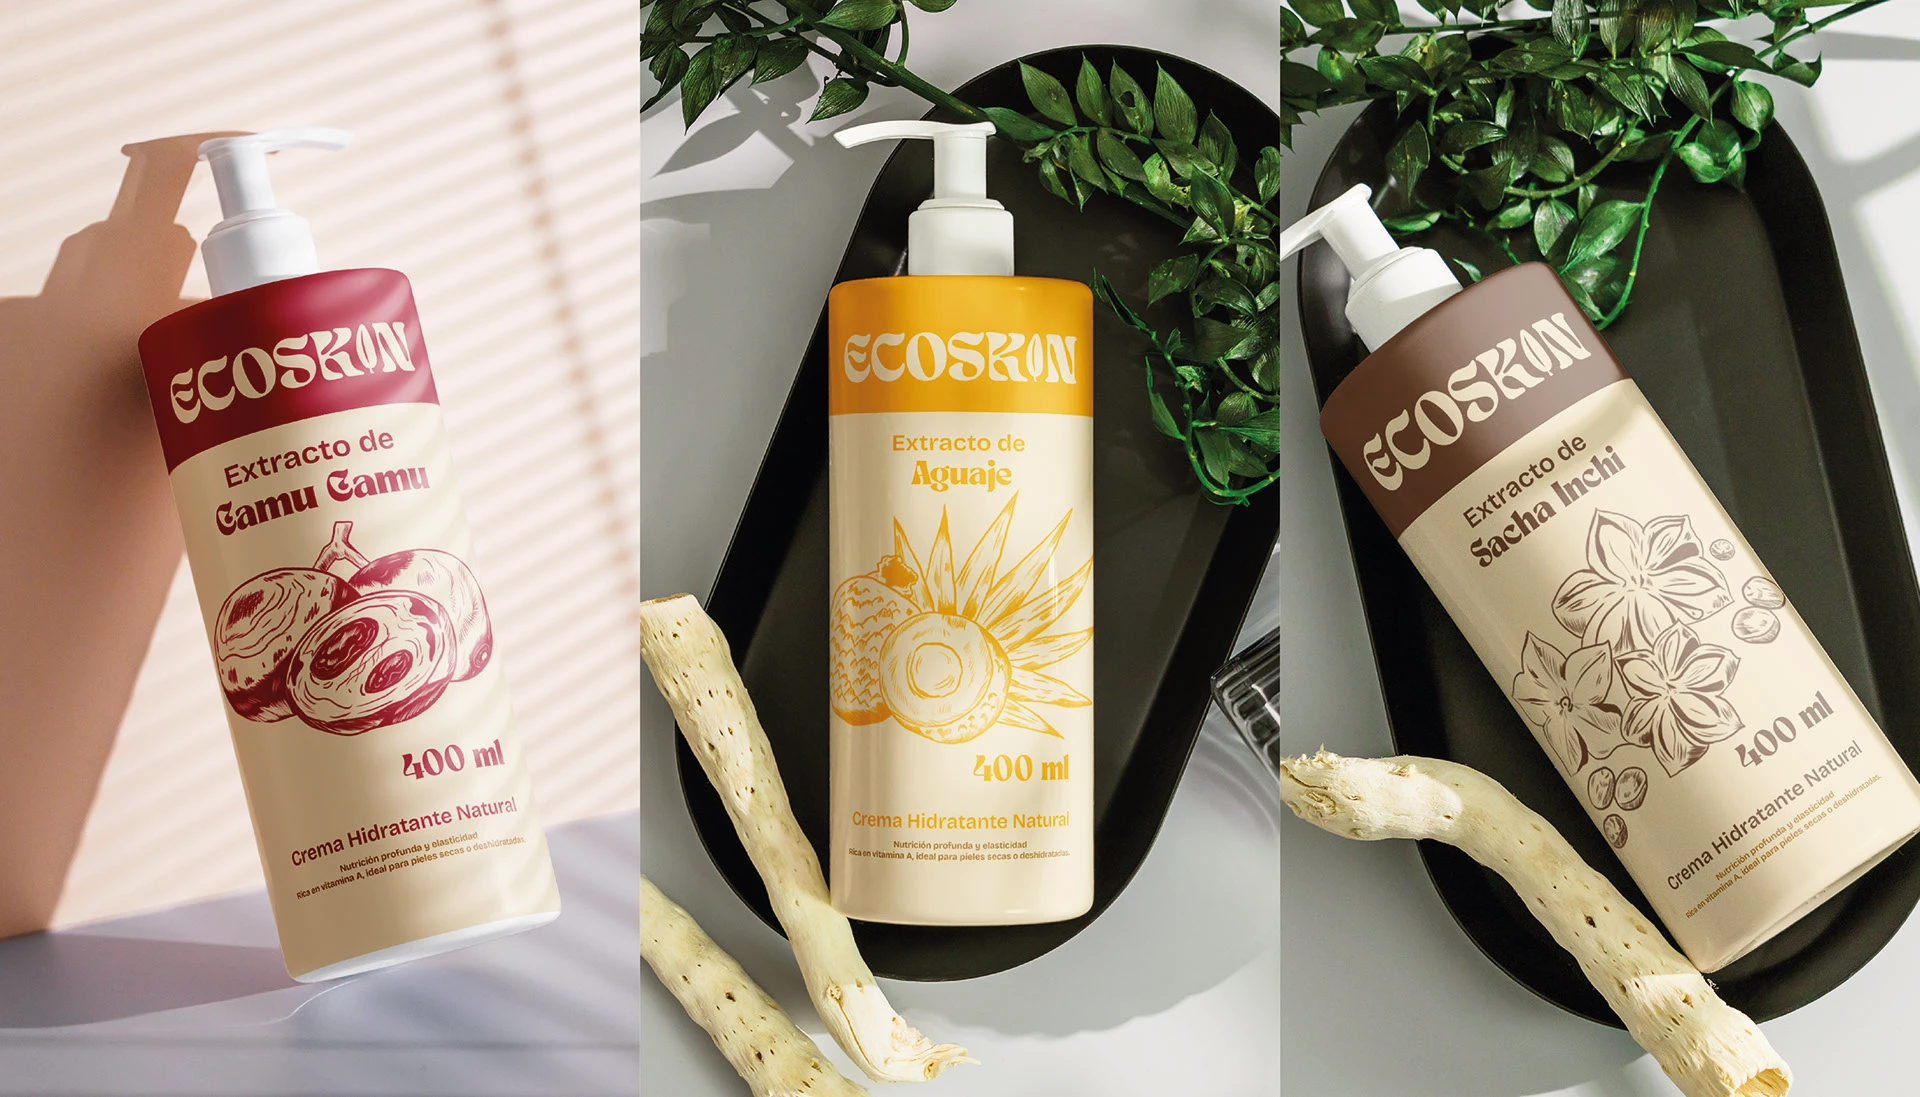 ECOSKIN
Extracto de
Camu Camu
400 ml
Crema Hidratante Natural
Nutrición profunda y elasticidad
Rica en vitamina A, ideal para pieles secas o deshidratadas.
ECOSKIN
Extracto de
Aguaje
400 ml
Crema Hidratante Natural
Nutrición profunda y elasticidad
Rica en vitamina A, ideal para pieles secas o deshidratadas.
ECOSKIN
Extracto de
Sacha Inchi
400 ml
Crema Hidratante Natural
Nutrición profunda y elasticidad
Rica en vitamina A, ideal para pieles secas o deshidratadas.